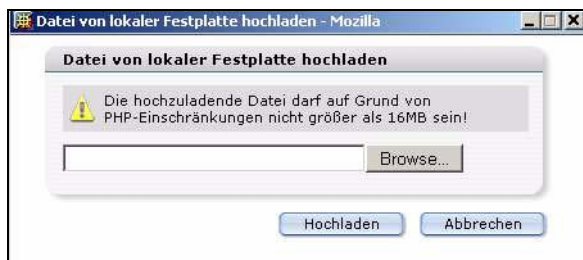 Datei von lokaler Festplatte hochladen - Mozilla
Datei von lokaler Festplatte hochladen
Die hochzuladende Datei darf auf Grund von
PHP-Einschränkungen nicht größer als 16MB sein!
Browse...
Hochladen Abbrechen